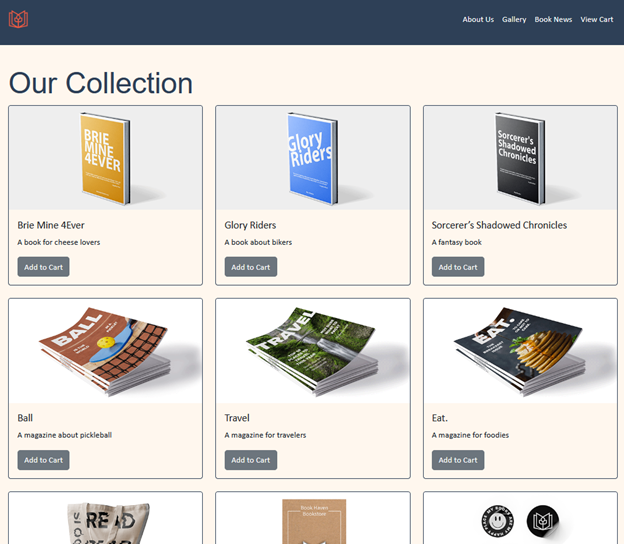 About Us Gallery Book News View Cart
Our Collection
BRIE
MINE
4EVER
Glory
Riders
Sorcerer's
Shadowed
Chronicles
Brie Mine 4Ever
Glory Riders
Sorcerer’s Shadowed Chronicles
A book for cheese lovers
A book about bikers
A fantasy book
Add to Cart
Add to Cart
Add to Cart
BALL
TRAVEL
EAT.
Ball
Travel
Eat.
A magazine about pickleball
A magazine for travelers
A magazine for foodies
Add to Cart
Add to Cart
Add to Cart
READ
Book Haven
Bookstore